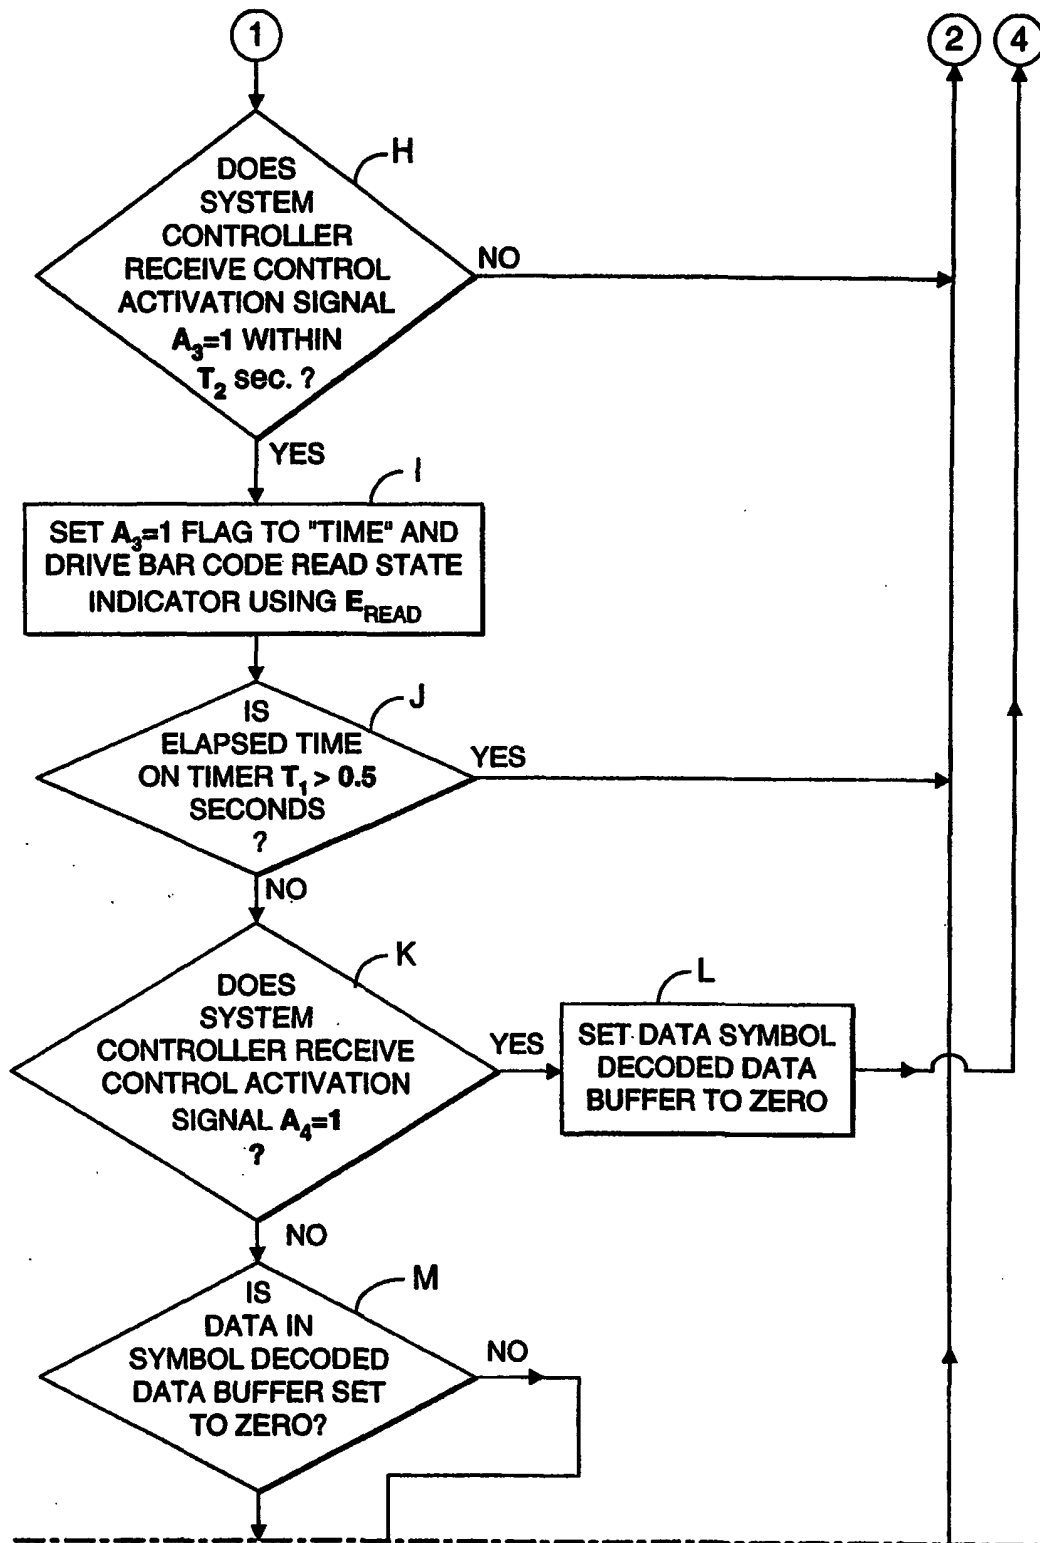 1
2 4
H
DOES
SYSTEM
CONTROLLER
RECEIVE CONTROL
ACTIVATION SIGNAL
A₃=1 WITHIN
T₂ sec. ?
NO
YES
I
SET A₃=1 FLAG TO "TIME" AND
DRIVE BAR CODE READ STATE
INDICATOR USING E_READ
J
IS
ELAPSED TIME
ON TIMER T₁ > 0.5
SECONDS
?
YES
NO
K
DOES
SYSTEM
CONTROLLER RECEIVE
CONTROL ACTIVATION
SIGNAL A₄=1
?
YES
L
SET DATA SYMBOL
DECODED DATA
BUFFER TO ZERO
NO
M
IS
DATA IN
SYMBOL DECODED
DATA BUFFER SET
TO ZERO?
NO